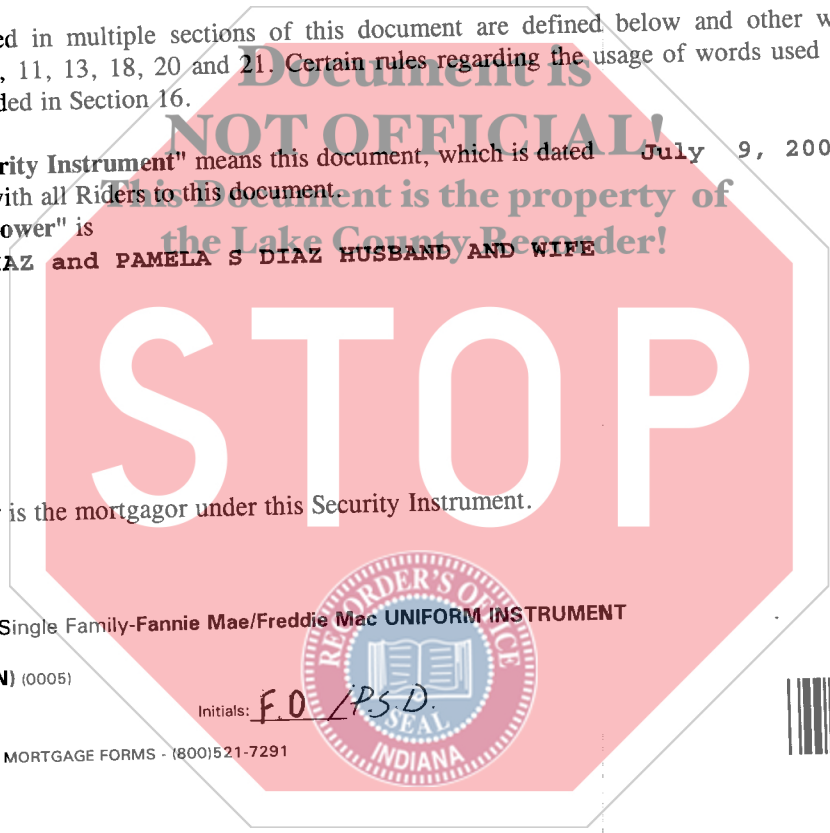 ed in multiple sections of this document are defined below and other w
, 11, 13, 18, 20 and 21. Certain rules regarding the usage of words used
ded in Section 16.
Document is
NOT OFFICIAL!
This Document is the property of
the Lake County Recorder!
rity Instrument" means this document, which is dated July 9, 200
with all Riders to this document.
ower" is
AZ and PAMELA S DIAZ HUSBAND AND WIFE
STOP
is the mortgagor under this Security Instrument.
Single Family-Fannie Mae/Freddie Mac UNIFORM INSTRUMENT
N) (0005)
Initials: F.D /P.S.D.
MORTGAGE FORMS - (800)521-7291
RECORDER'S OFFICE
SEAL
INDIANA